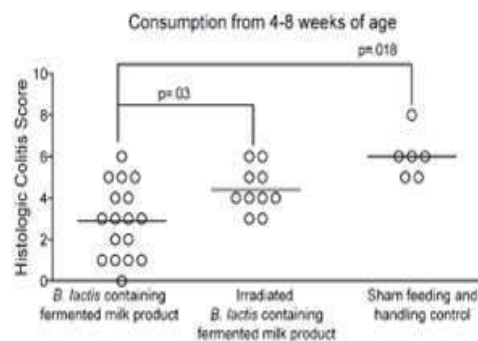 Consumption from 4-8 weeks of age
p=.018
p=.03
Histologic Colitis Score
10
8
6
4
2
0
B. lactis containing
fermented milk product
Irradiated
B. lactis containing
fermented milk product
Sham feeding and
handling control